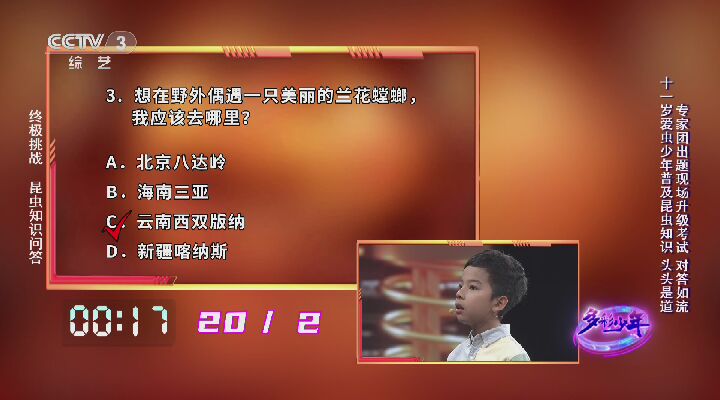 CCTV 3
综艺
3. 想在野外偶遇一只美丽的兰花螳螂，
我应该去哪里？
A. 北京八达岭
B. 海南三亚
C. 云南西双版纳
D. 新疆喀纳斯
终极挑战 昆虫知识问答
专家团出题现场升级考试 对答如流
十一岁爱虫少年普及昆虫知识 头头是道
00:17
20 / 2
多彩少年